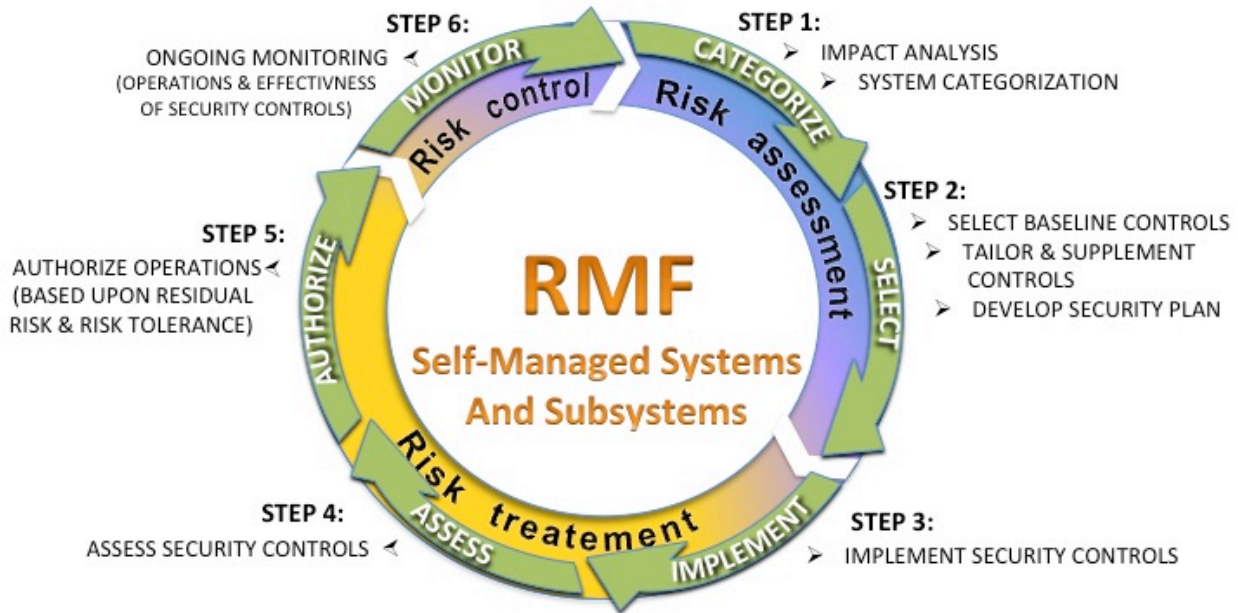 STEP 6:
ONGOING MONITORING
(OPERATIONS & EFFECTIVNESS
OF SECURITY CONTROLS)
MONITOR
Risk control
STEP 1:
IMPACT ANALYSIS
SYSTEM CATEGORIZATION
CATEGORIZE
Risk assessment
STEP 2:
SELECT BASELINE CONTROLS
TAILOR & SUPPLEMENT
CONTROLS
DEVELOP SECURITY PLAN
SELECT
STEP 5:
AUTHORIZE OPERATIONS
(BASED UPON RESIDUAL
RISK & RISK TOLERANCE)
AUTHORIZE
RMF
Self-Managed Systems
And Subsystems
Risk treatement
STEP 4:
ASSESS SECURITY CONTROLS
ASSESS
IMPLEMENT
STEP 3:
IMPLEMENT SECURITY CONTROLS